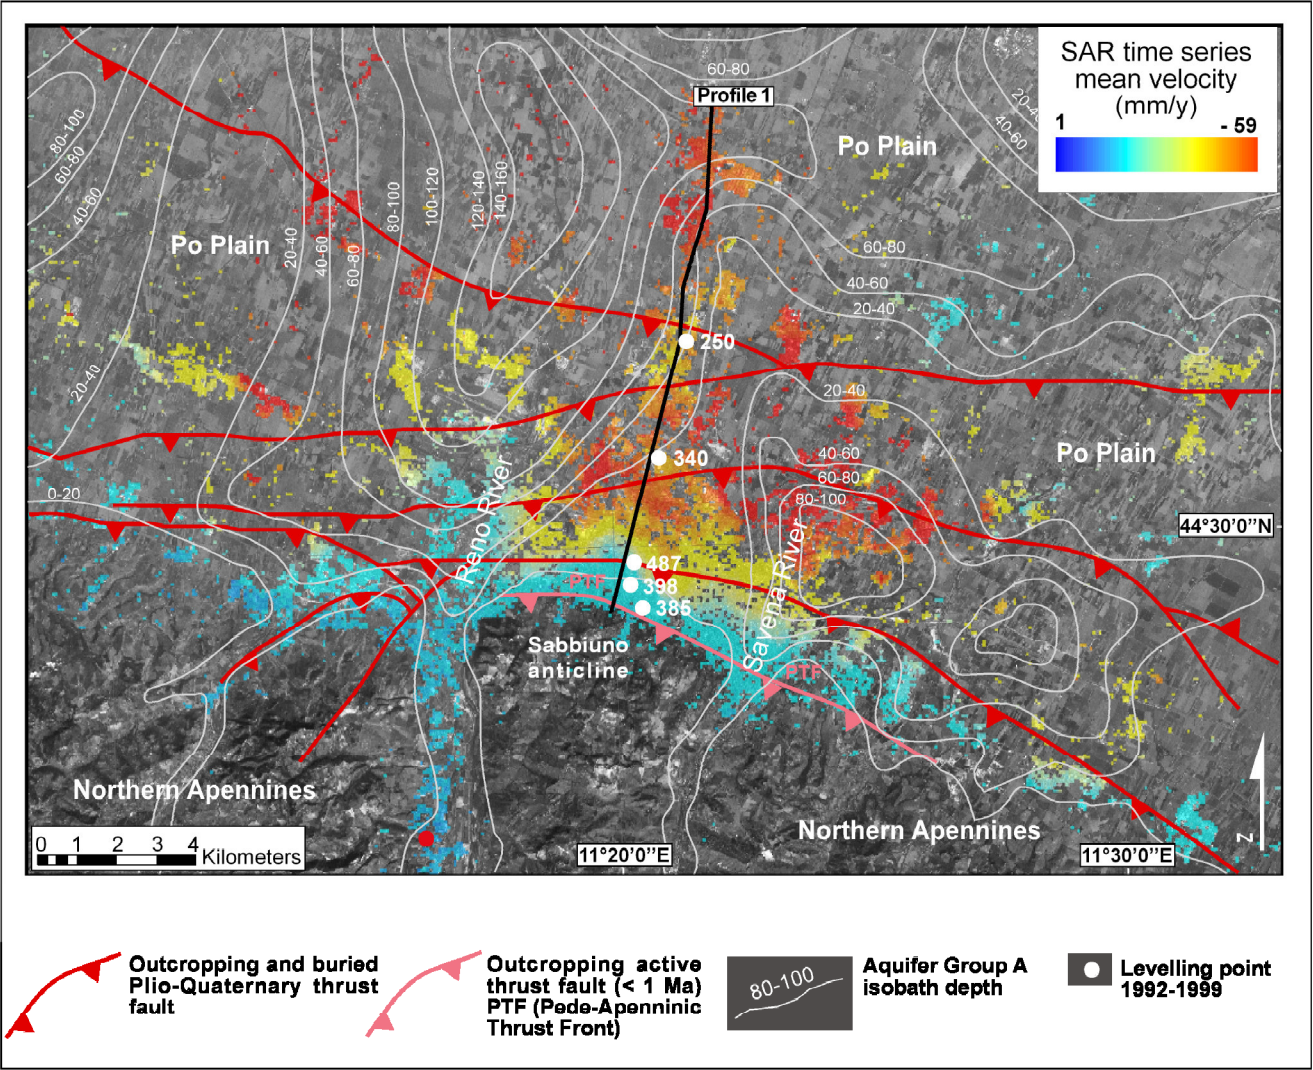 60-80
Profile 1
SAR time series
mean velocity
(mm/y)
1
- 59
20-40
40-60
80-100
60-80
40-60
Po Plain
Po Plain
20-40
40-60
60-80
80-100
100-120
120-140
140-160
60-80
40-60
20-40
250
20-40
20-40
340
40-60
60-80
80-100
Po Plain
0-20
Reno River
44°30’0’’N
487
PTF
398
385
Savena River
Sabbiuno
anticline
PTF
Northern Apennines
Northern Apennines
0 1 2 3 4
Kilometers
11°20’0’’E
11°30’0’’E
N
Outcropping and buried
Plio-Quaternary thrust
fault
Outcropping active
thrust fault (< 1 Ma)
PTF (Pede-Apenninic
Thrust Front)
80-100
Aquifer Group A
isobath depth
Levelling point
1992-1999